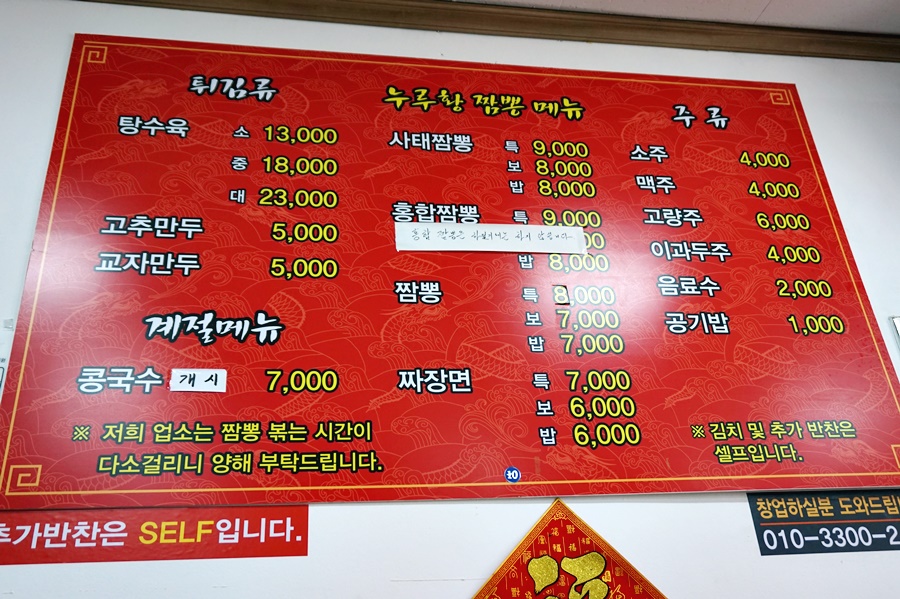 튀김류
탕수육 소 13,000
중 18,000
대 23,000
고추만두 5,000
교자만두 5,000
계절메뉴
콩국수 개시 7,000
※ 저희 업소는 짬뽕 볶는 시간이
다소걸리니 양해 부탁드립니다.
누루황 짬뽕 메뉴
사태짬뽕 특 9,000
보 8,000
밥 8,000
홍합짬뽕 특 9,000
홍합 짬뽕은
밥 8,000
짬뽕 특 8,000
보 7,000
밥 7,000
짜장면 특 7,000
보 6,000
밥 6,000
주류
소주 4,000
맥주 4,000
고량주 6,000
이과두주 4,000
음료수 2,000
공기밥 1,000
※ 김치 및 추가 반찬은
셀프입니다.
추가반찬은 SELF입니다.
창업하실분 도와드립
010-3300-2